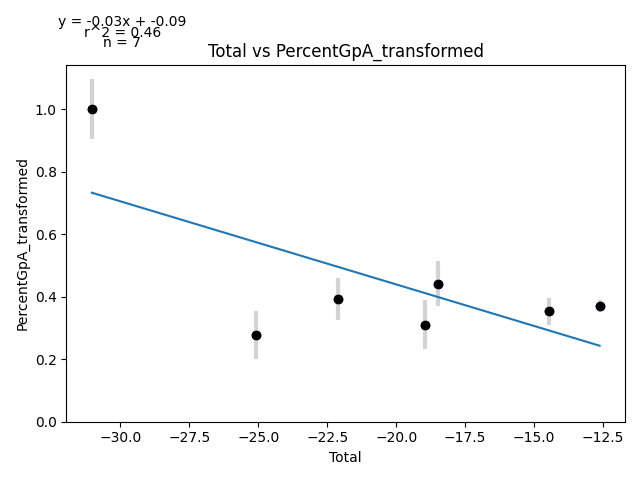 y = -0.03x + -0.09
r^2 = 0.46
n = 7
Total vs PercentGpA_transformed
PercentGpA_transformed
1.0
0.8
0.6
0.4
0.2
0.0
−30.0 −27.5 −25.0 −22.5 −20.0 −17.5 −15.0 −12.5
Total